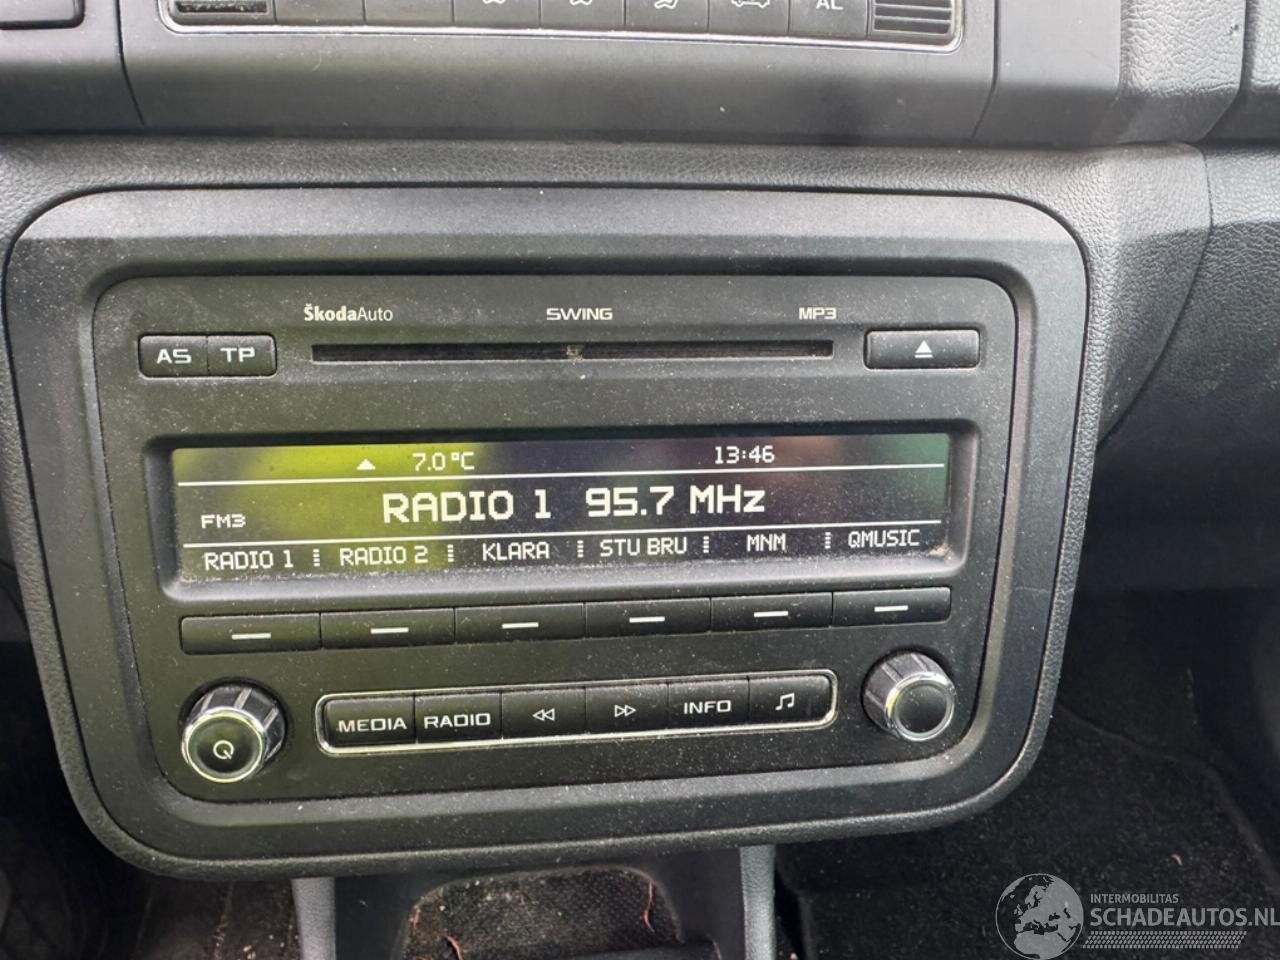 AC
ŠkodaAuto SWING MP3
AS TP
7.0°C 13:46
FM3 RADIO 1 95.7 MHz
RADIO 1 RADIO 2 KLARA STU BRU MNM QMUSIC
MEDIA RADIO INFO
INTERMOBILITAS
SCHADEAUTOS.NL